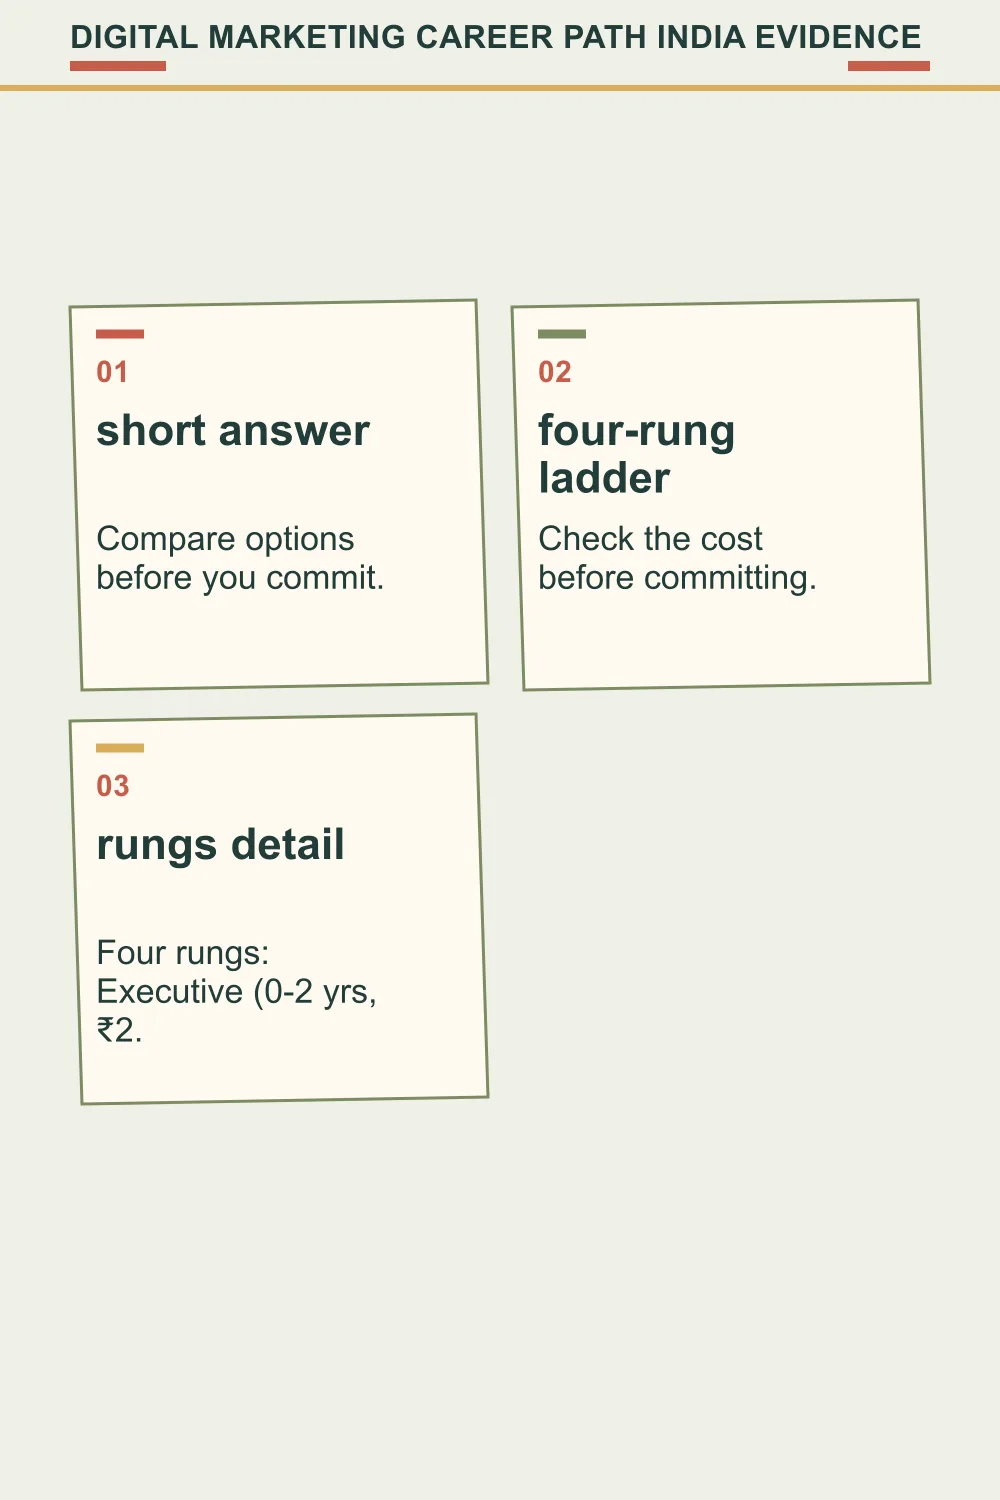 DIGITAL MARKETING CAREER PATH INDIA EVIDENCE
01
short answer
Compare options
before you commit.
02
four-rung
ladder
Check the cost
before committing.
03
rungs detail
Four rungs:
Executive (0-2 yrs,
₹2.